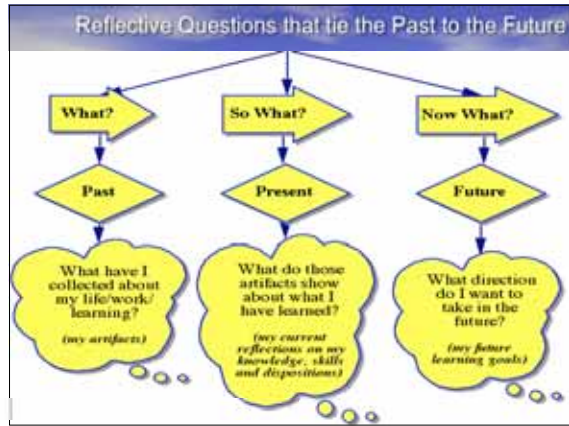 Reflective Questions that tie the Past to the Future
What?
So What?
Now What?
Past
Present
Future
What have I
collected about
my life/work/
learning?
(my artifacts)
What do those
artifacts show
about what I
have learned?
(my current
reflections on my
knowledge, skills
and dispositions)
What direction
do I want to
take in the
future?
(my future
learning goals)